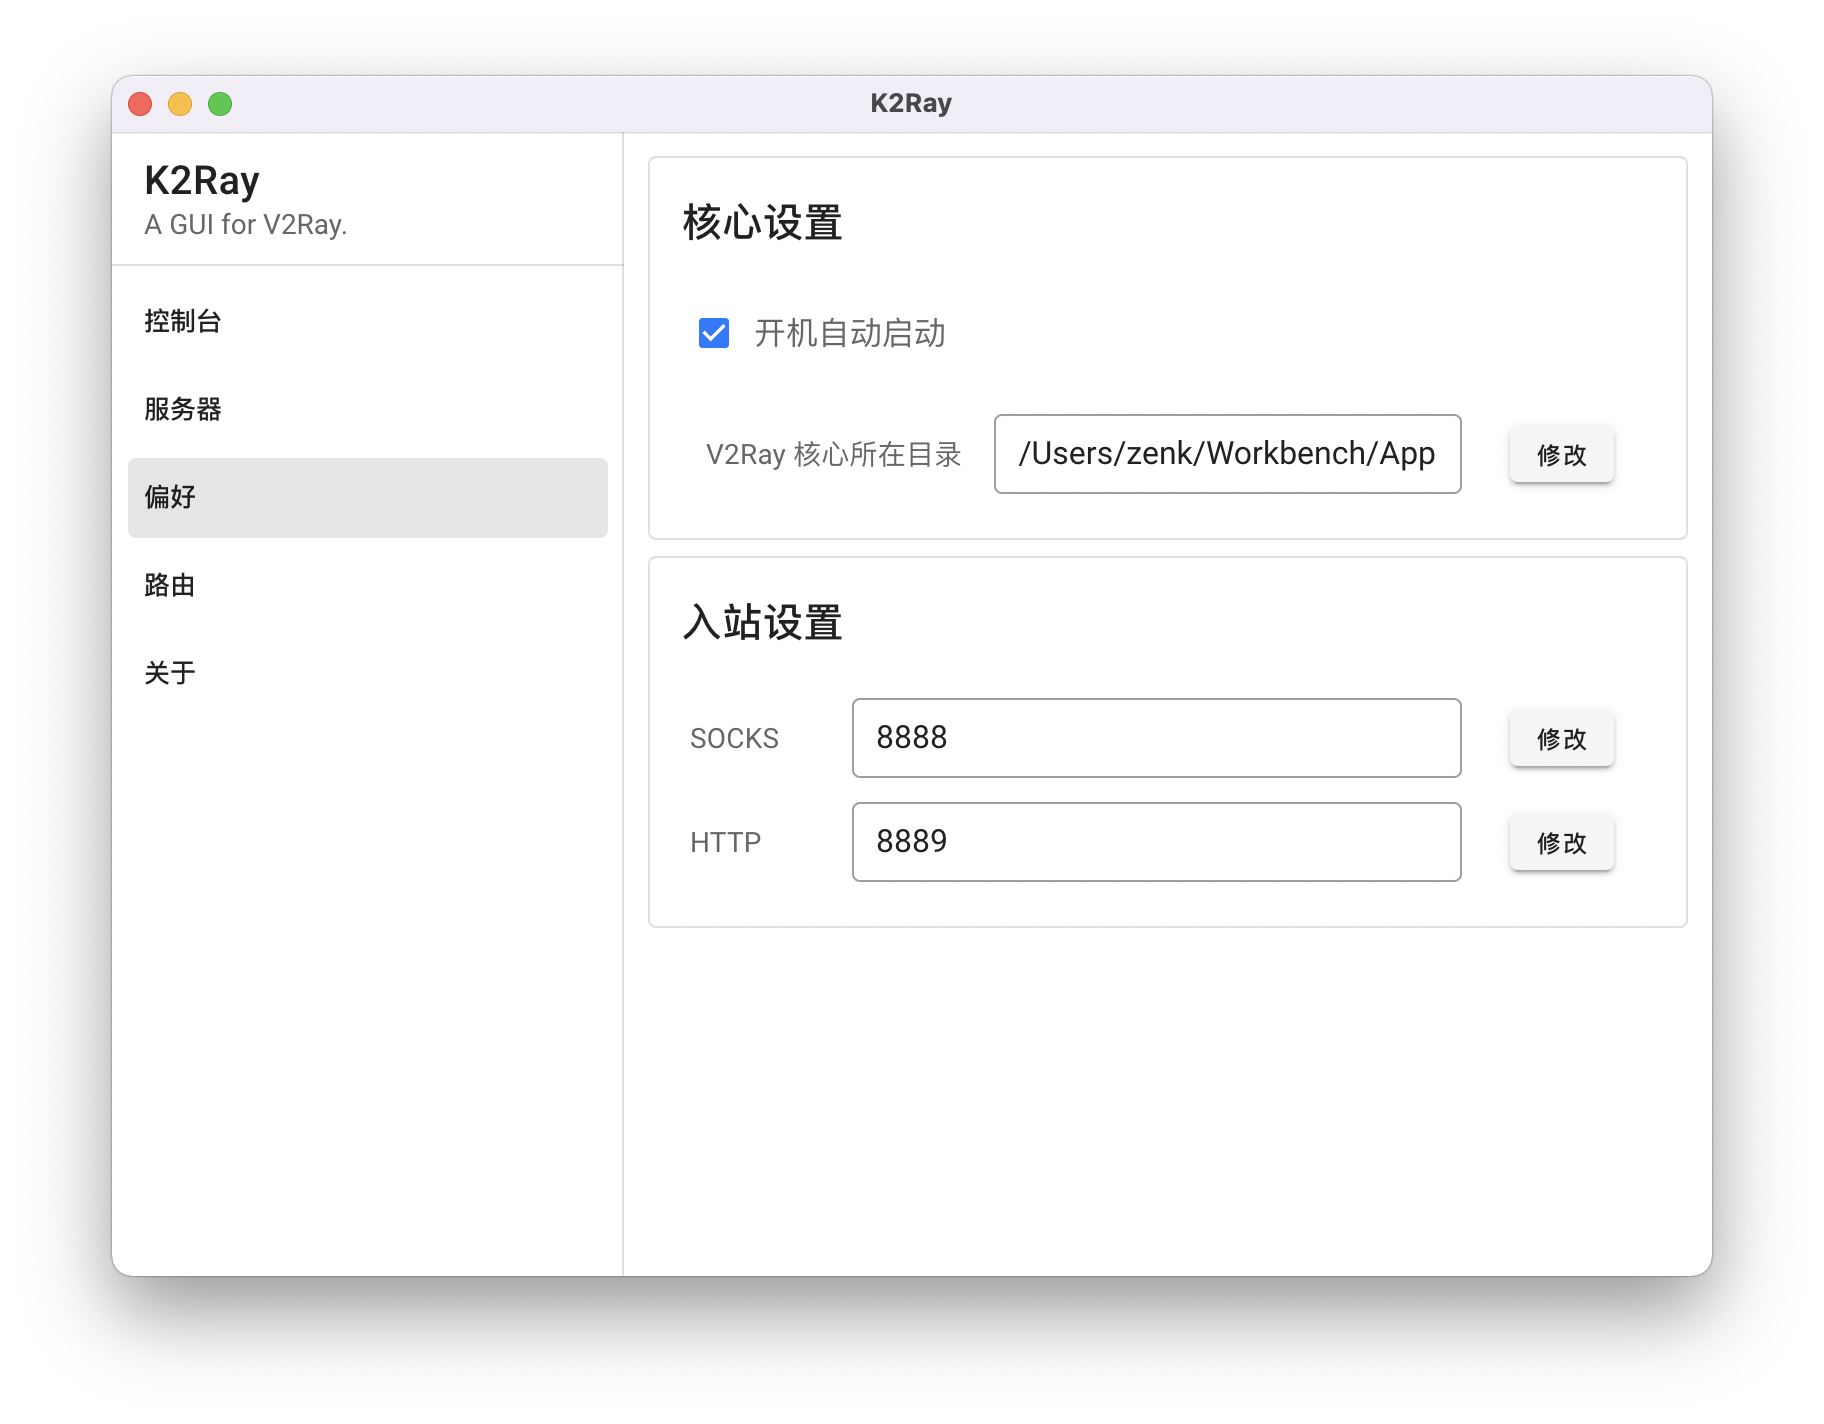 K2Ray
K2Ray
A GUI for V2Ray.
控制台
服务器
偏好
路由
关于
核心设置
开机自动启动
V2Ray 核心所在目录 /Users/zenk/Workbench/App 修改
入站设置
SOCKS 8888 修改
HTTP 8889 修改